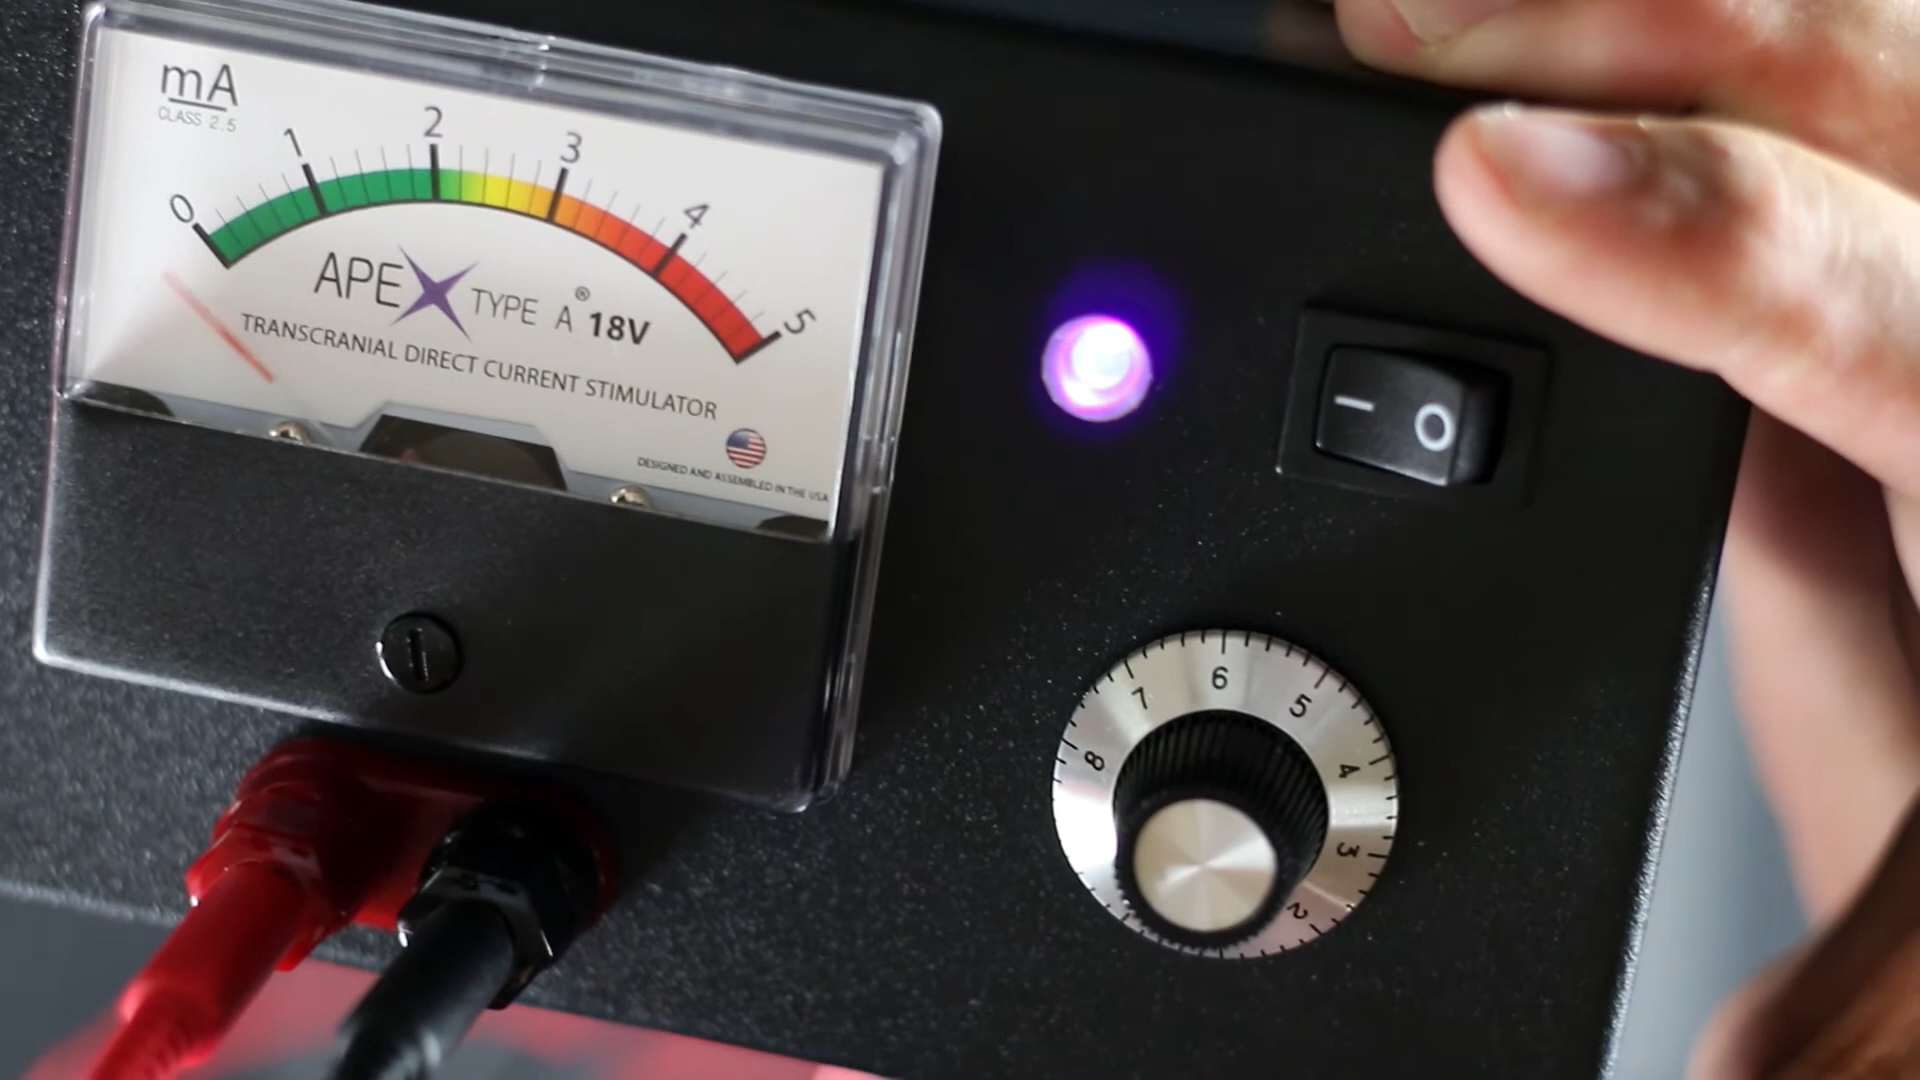 mA
CLASS 2.5
0 1 2 3 4 5
APEX TYPE A® 18V
TRANSCRANIAL DIRECT CURRENT STIMULATOR
DESIGNED AND ASSEMBLED IN THE USA
— O
8 7 6 5 4 3 2